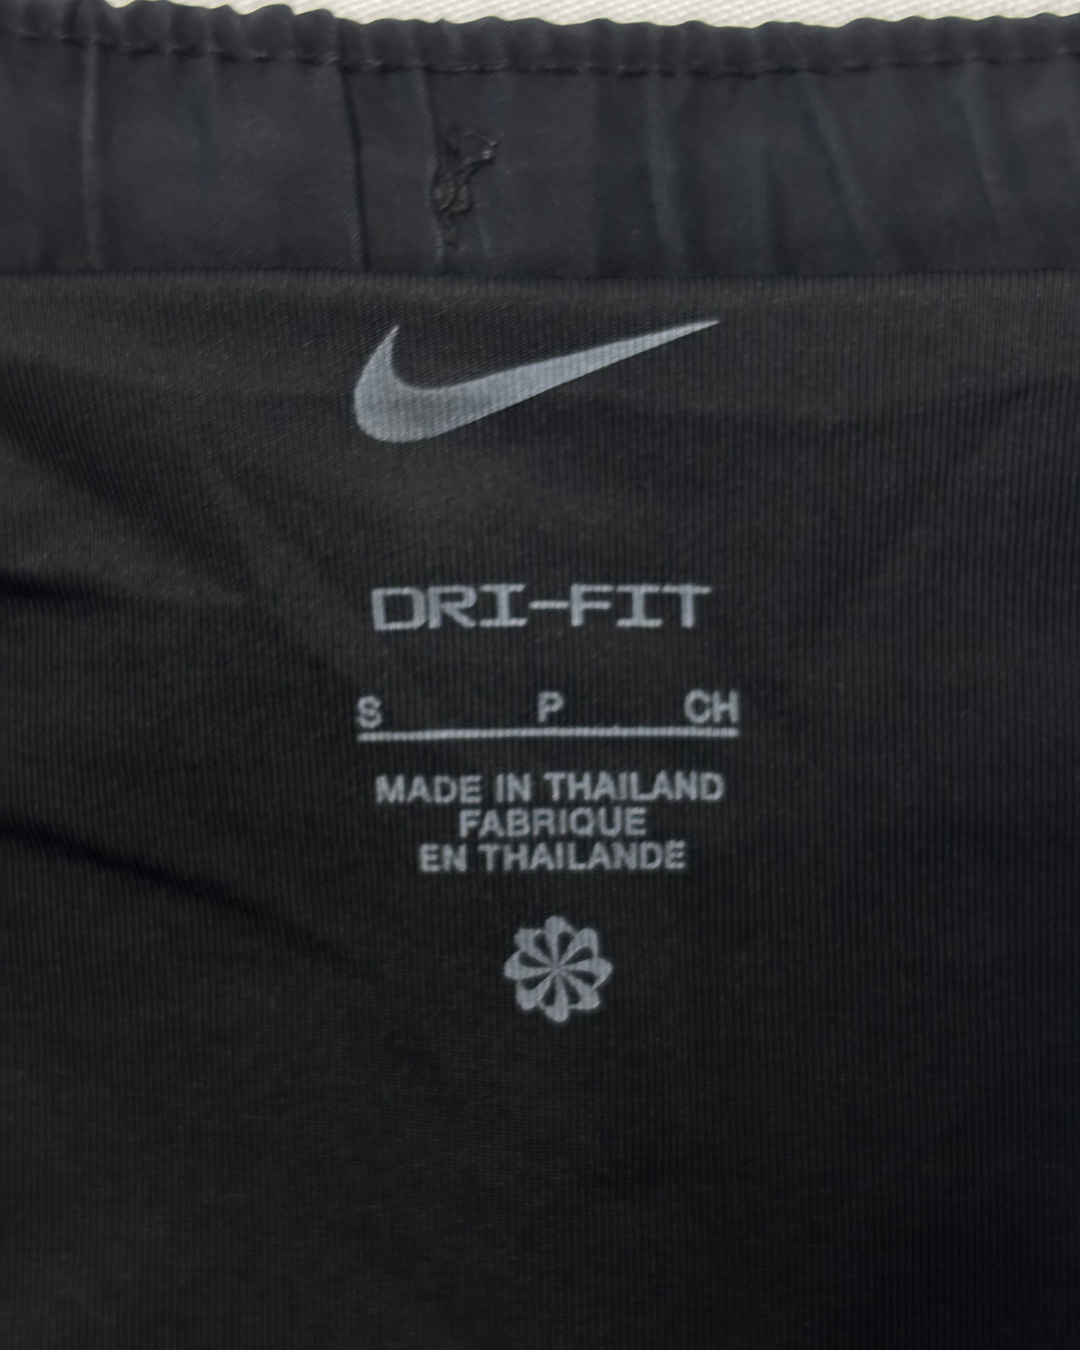 DRI-FIT
S P CH
MADE IN THAILAND
FABRIQUE
EN THAILANDE